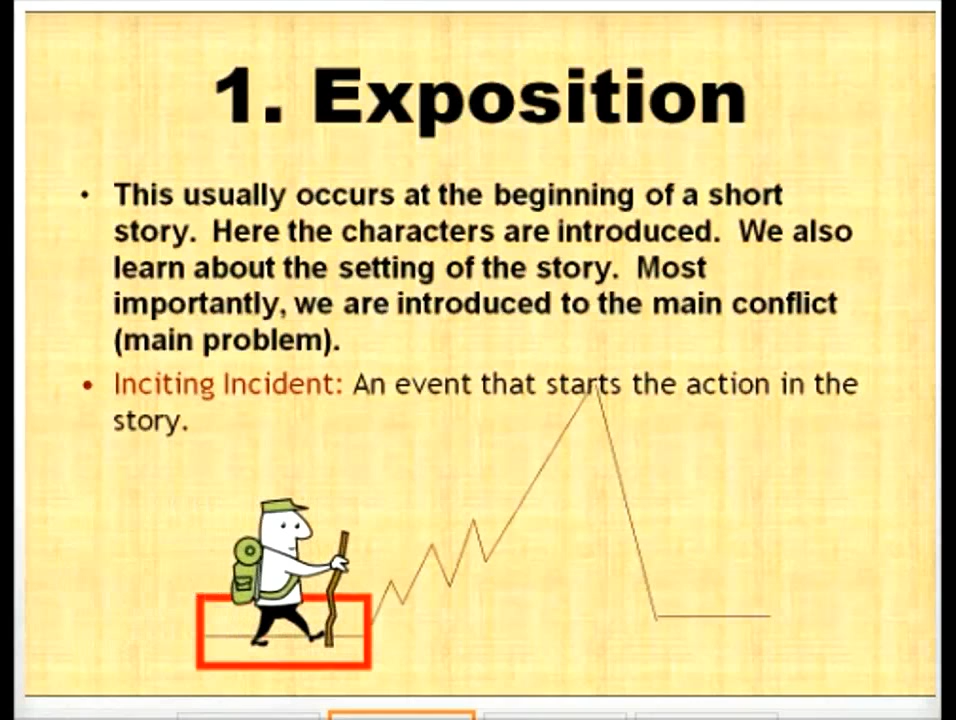 1. Exposition
• This usually occurs at the beginning of a short
story.  Here the characters are introduced.  We also
learn about the setting of the story.  Most
importantly, we are introduced to the main conflict
(main problem).
• Inciting Incident: An event that starts the action in the
story.